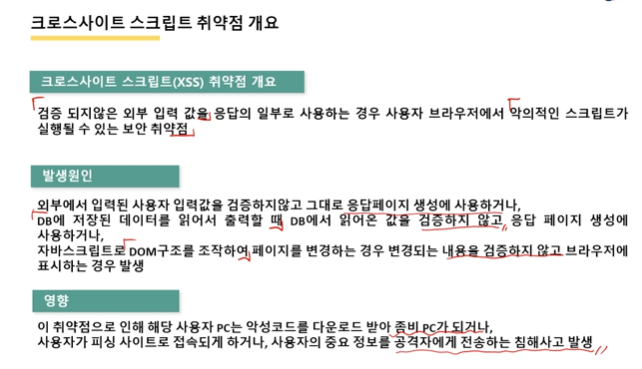 크로스사이트 스크립트 취약점 개요
크로스사이트 스크립트(XSS) 취약점 개요
검증 되지않은 외부 입력 값을 응답의 일부로 사용하는 경우 사용자 브라우저에서 악의적인 스크립트가
실행될 수 있는 보안 취약점
발생원인
외부에서 입력된 사용자 입력값을 검증하지않고 그대로 응답페이지 생성에 사용하거나,
DB에 저장된 데이터를 읽어서 출력할 때 DB에서 읽어온 값을 검증하지 않고 응답 페이지 생성에
사용하거나,
자바스크립트로 DOM구조를 조작하여 페이지를 변경하는 경우 변경되는 내용을 검증하지 않고 브라우저에
표시하는 경우 발생
영향
이 취약점으로 인해 해당 사용자 PC는 악성코드를 다운로드 받아 좀비 PC가 되거나,
사용자가 피싱 사이트로 접속되게 하거나, 사용자의 중요 정보를 공격자에게 전송하는 침해사고 발생